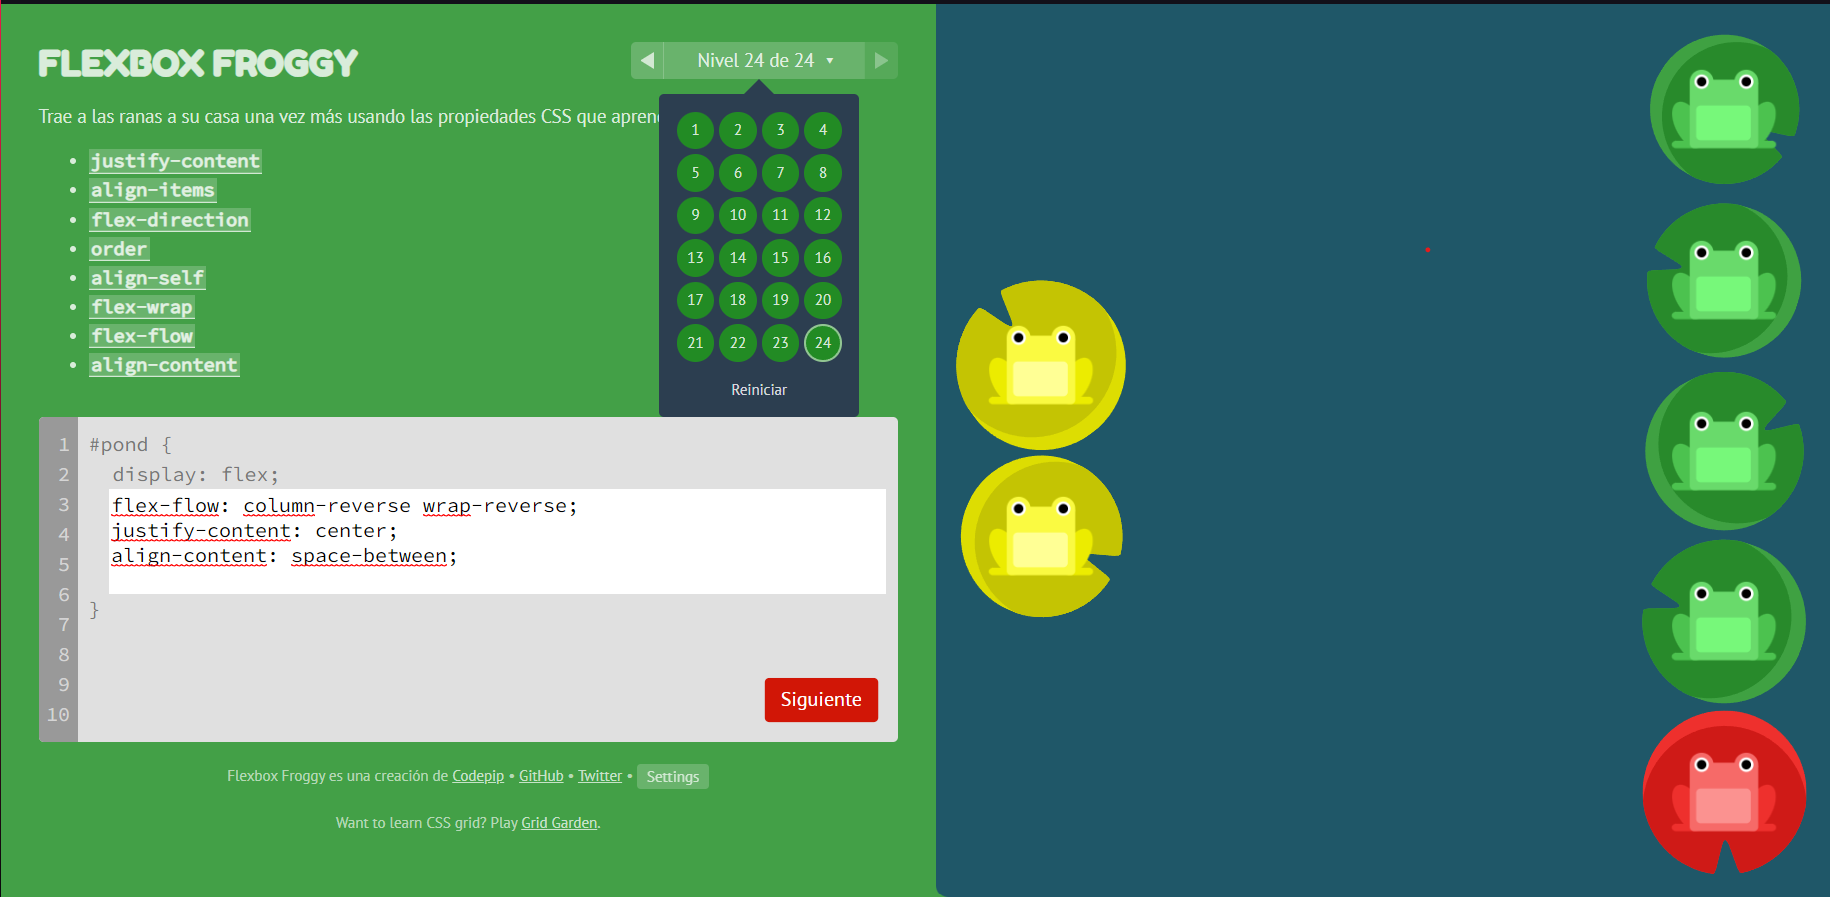 FLEXBOX FROGGY
◀ Nivel 24 de 24 ▼ ▶
Trae a las ranas a su casa una vez más usando las propiedades CSS que
• justify-content
• align-items
• flex-direction
• order
• align-self
• flex-wrap
• flex-flow
• align-content
1 2 3 4
5 6 7 8
9 10 11 12
13 14 15 16
17 18 19 20
21 22 23 24
Reiniciar
1 #pond {
2 display: flex;
3 flex-flow: column-reverse wrap-reverse;
4 justify-content: center;
5 align-content: space-between;
6 }
7
8
9
10
Siguiente
Flexbox Froggy es una creación de Codepip • GitHub • Twitter • Settings
Want to learn CSS grid? Play Grid Garden.